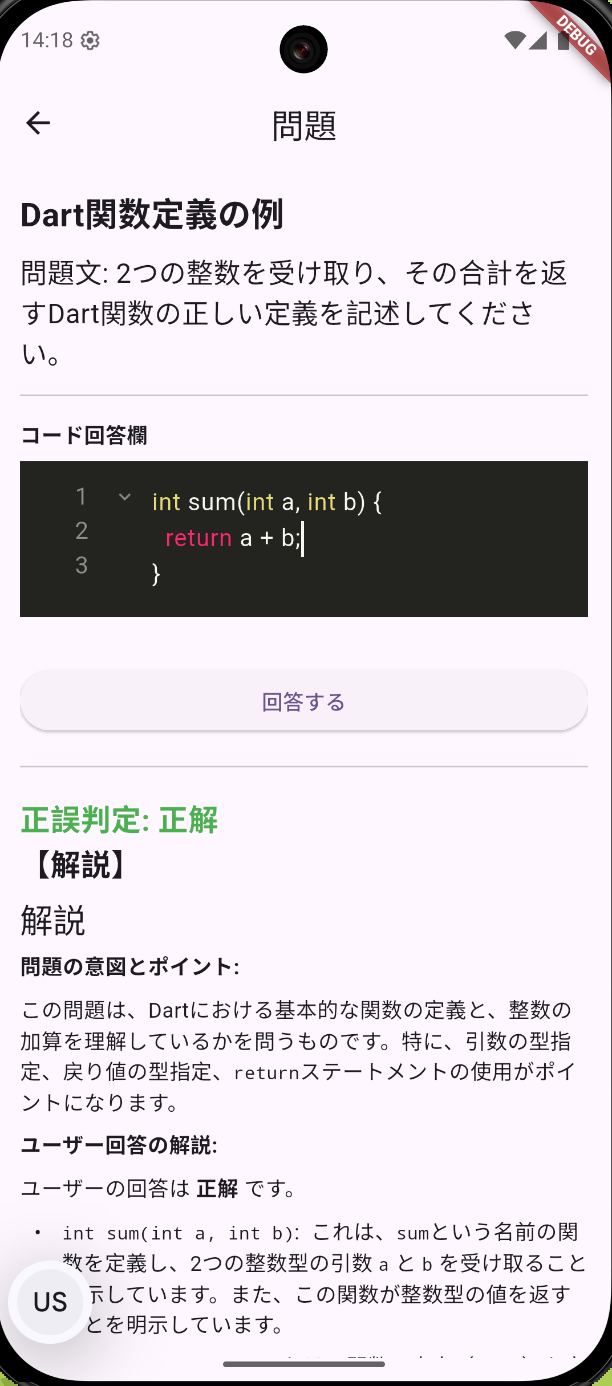 14:18
DEBUG
問題
Dart関数定義の例
問題文: 2つの整数を受け取り、その合計を返
すDart関数の正しい定義を記述してくださ
い。
コード回答欄
1 int sum(int a, int b) {
2 return a + b;
3 }
回答する
正誤判定: 正解
【解説】
解説
問題の意図とポイント:
この問題は、Dartにおける基本的な関数の定義と、整数の
加算を理解しているかを問うものです。特に、引数の型指
定、戻り値の型指定、returnステートメントの使用がポイ
ントになります。
ユーザー回答の解説:
ユーザーの回答は 正解 です。
• int sum(int a, int b): これは、sumという名前の関
数を定義し、2つの整数型の引数 a と b を受け取ること
示しています。また、この関数が整数型の値を返す
とを明示しています。
US